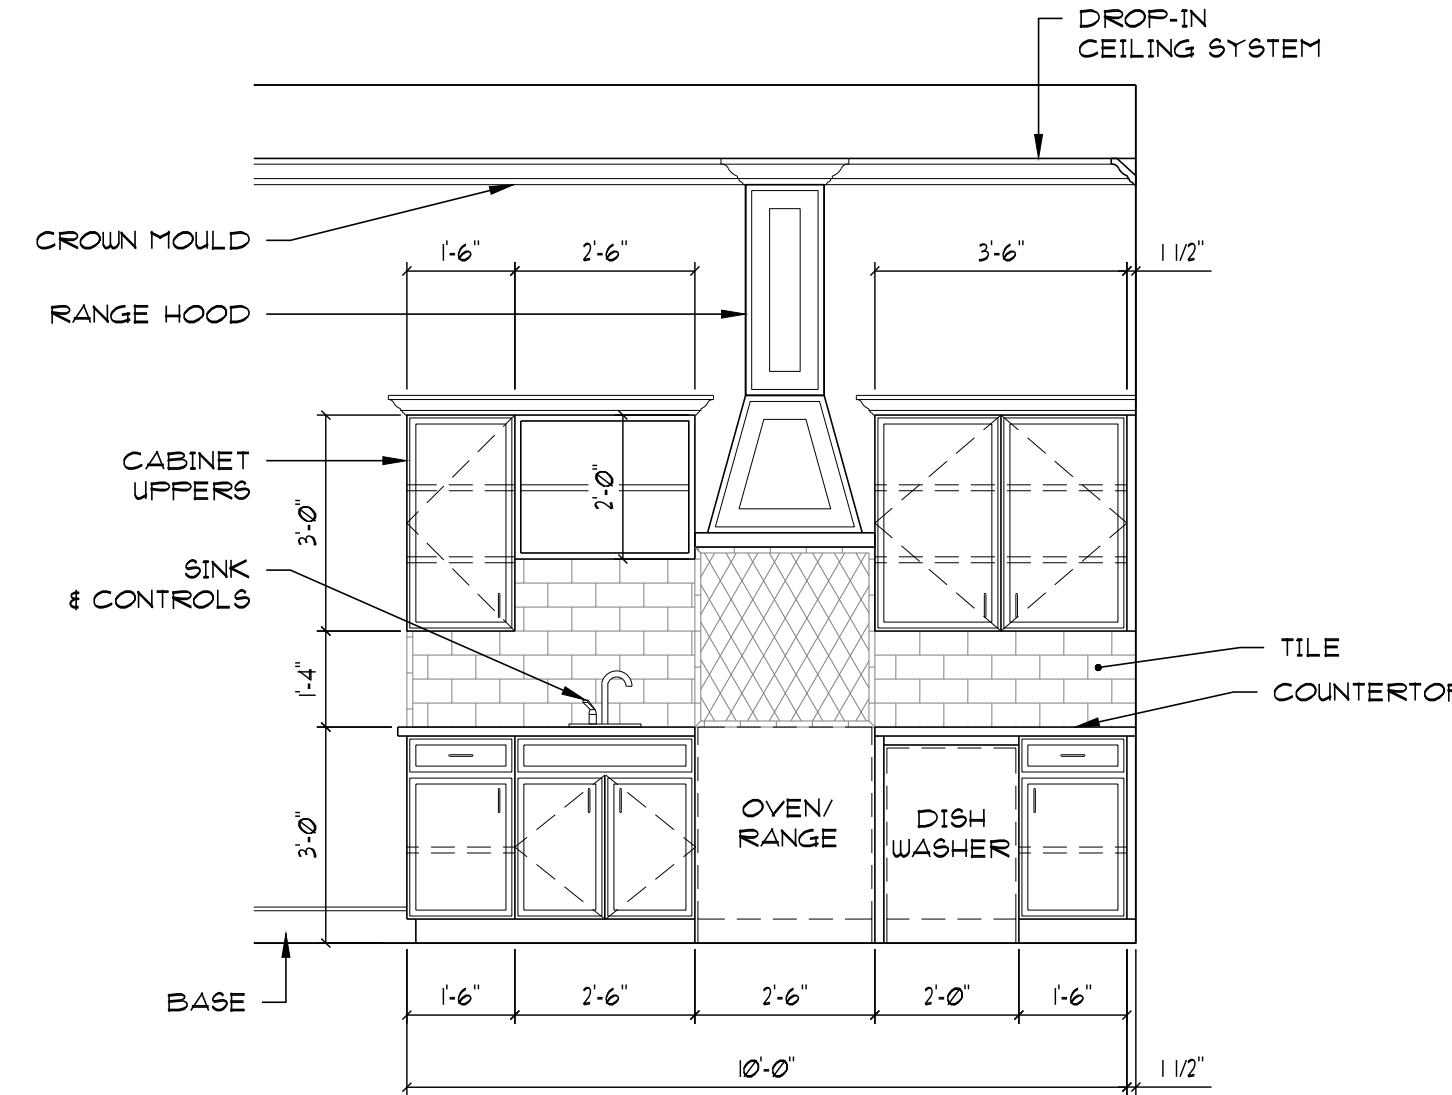 DROP-IN
CEILING SYSTEM
CROWN MOULD
1'-6"
2'-6"
3'-6"
1 1/2"
RANGE HOOD
CABINET
UPPERS
3'-0"
2'-0"
SINK
& CONTROLS
1'-4"
TILE
COUNTERTOP
3'-0"
OVEN/
RANGE
DISH
WASHER
BASE
1'-6"
2'-6"
2'-6"
2'-0"
1'-6"
10'-0"
1 1/2"